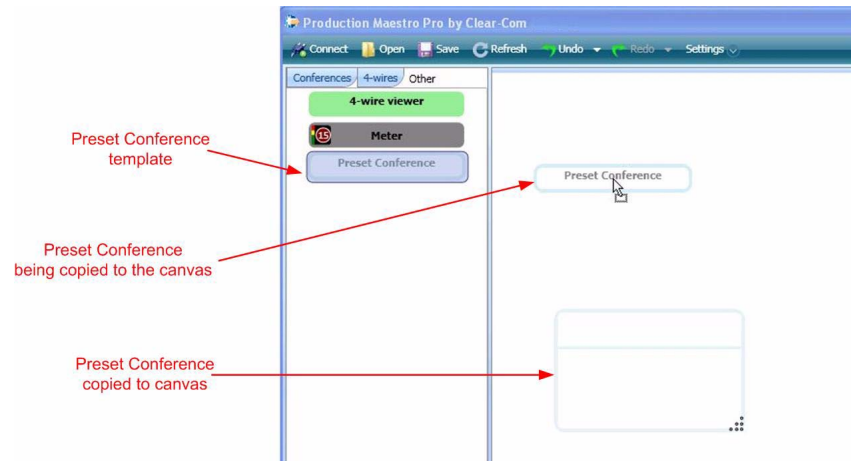 Production Maestro Pro by Clear-Com
Connect Open Save Refresh Undo Redo Settings
Conferences 4-wires Other
4-wire viewer
15 Meter
Preset Conference
Preset Conference
template
Preset Conference
Preset Conference
being copied to the canvas
Preset Conference
copied to canvas